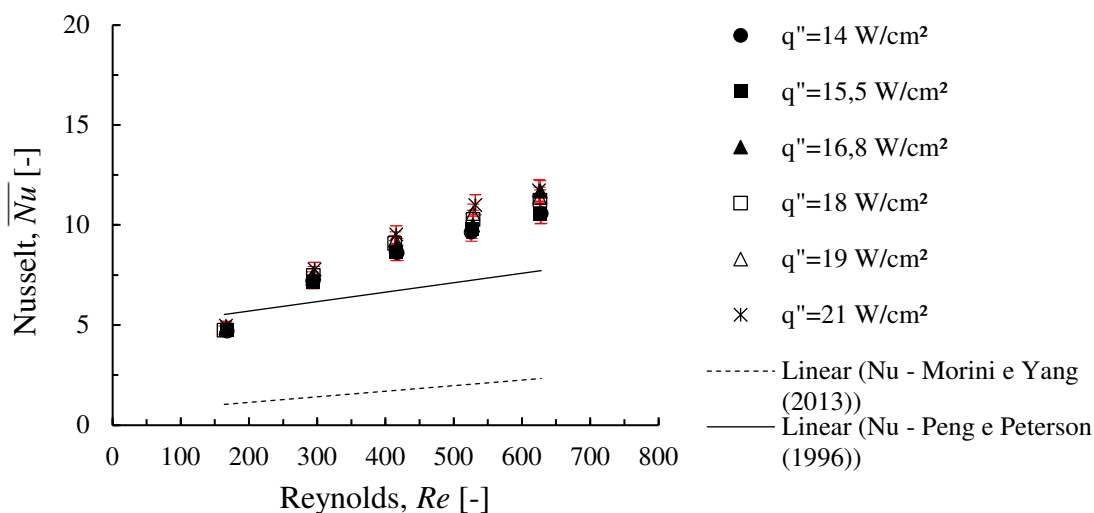 20
15
10
5
0
0 100 200 300 400 500 600 700 800
Nusselt, Nu [-]
Reynolds, Re [-]
q"=14 W/cm²
q"=15,5 W/cm²
q"=16,8 W/cm²
q"=18 W/cm²
q"=19 W/cm²
q"=21 W/cm²
Linear (Nu - Morini e Yang
(2013))
Linear (Nu - Peng e Peterson
(1996))